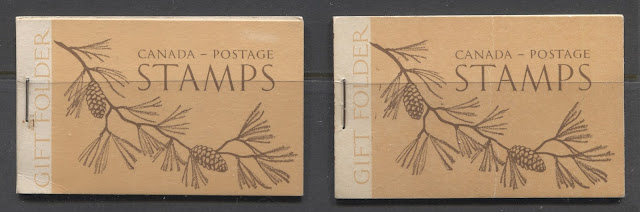 GIFT FOLDER
CANADA – POSTAGE
STAMPS
GIFT FOLDER
CANADA – POSTAGE
STAMPS